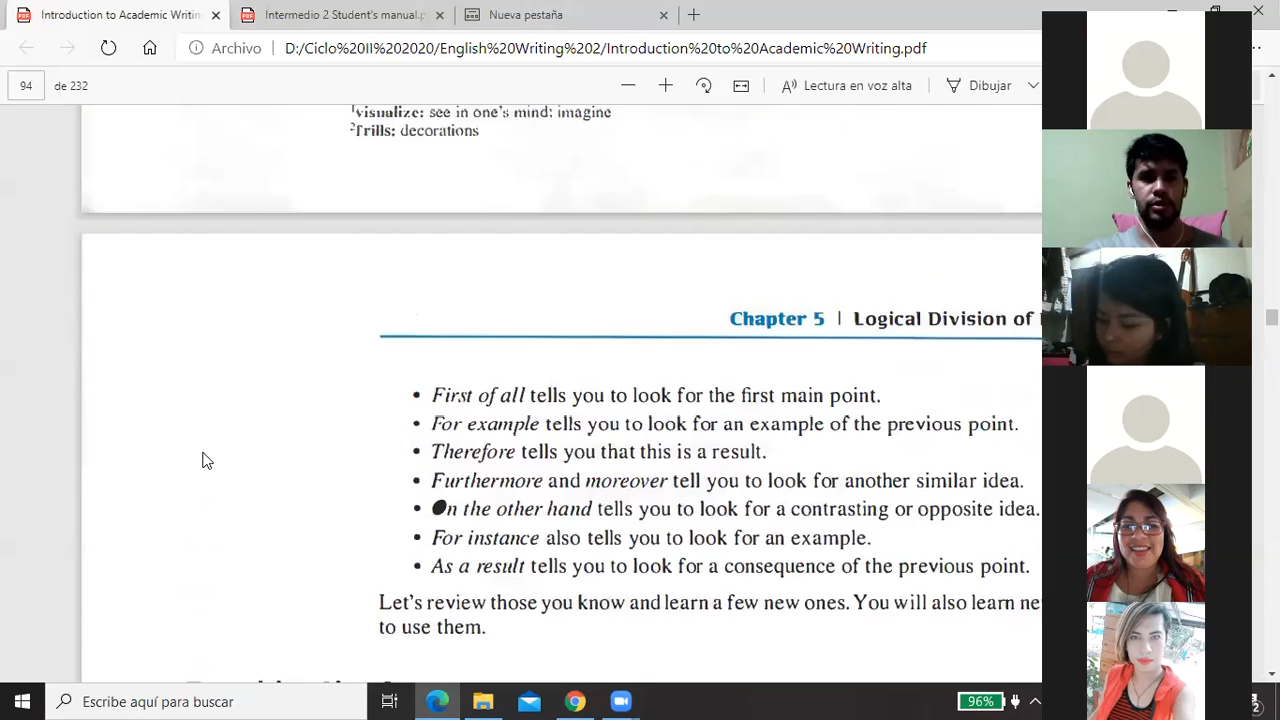 Introduction to Academic Writin
Intermedio 2 Student's manual.p
Nueva pestaña
Archivo
D:/Ciclo%20II%202020/English%20Writing%202/Introduction%20to%20Academic%20Writing.pdf
94
de 232
Lectura en voz alta
Dibujar
1visualize: see in one's mind; imagine
2frills: decorations
Chapter 5 | Logical Division of
• First of all tells you to look for the first main point.
• For example tells you to look for an example of the previous point.
• Therefore tells you that this is a result.
• Furthermore and moreover tell you to look for another similar idea.
• On the other hand tells you to look for a contrasting or opposite idea.
• For instance also tells you to look for an example.
• As a result tells you to look for a consequence of the previous point.
Let's review those you know and learn a few new ones. You will also learn ne
to use them.
Escribe aquí para buscar
96%